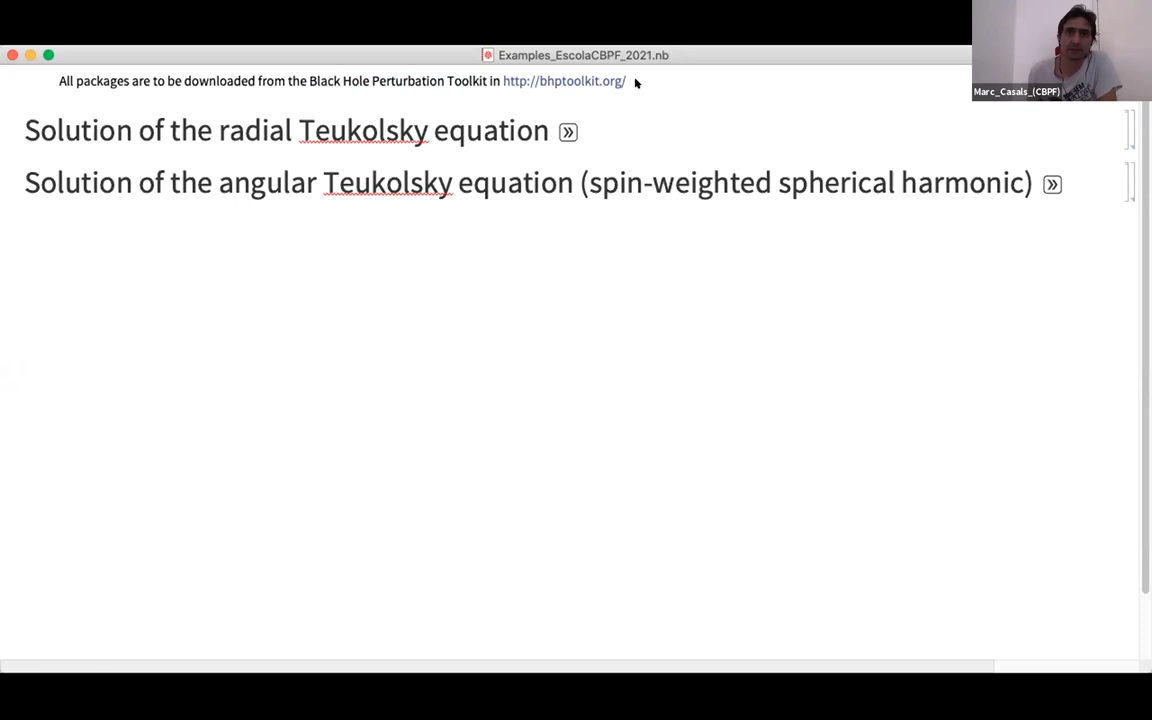 Examples_EscolaCBPF_2021.nb
All packages are to be downloaded from the Black Hole Perturbation Toolkit in http://bhptoolkit.org/
Marc_Casals_(CBPF)
Solution of the radial Teukolsky equation
Solution of the angular Teukolsky equation (spin-weighted spherical harmonic)